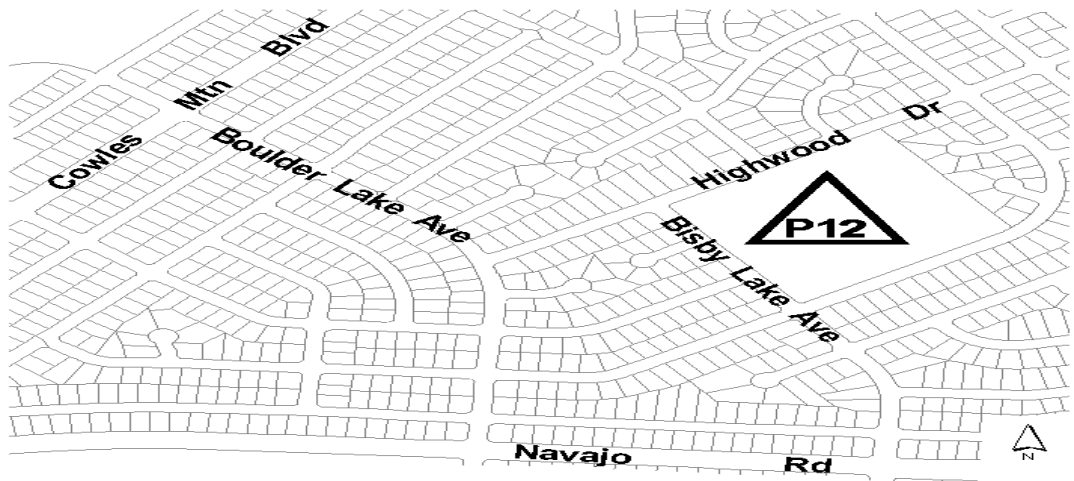 Cowles Mtn Blvd
Boulder Lake Ave
Highwood Dr
P12
Bisby Lake Ave
Navajo Rd
N